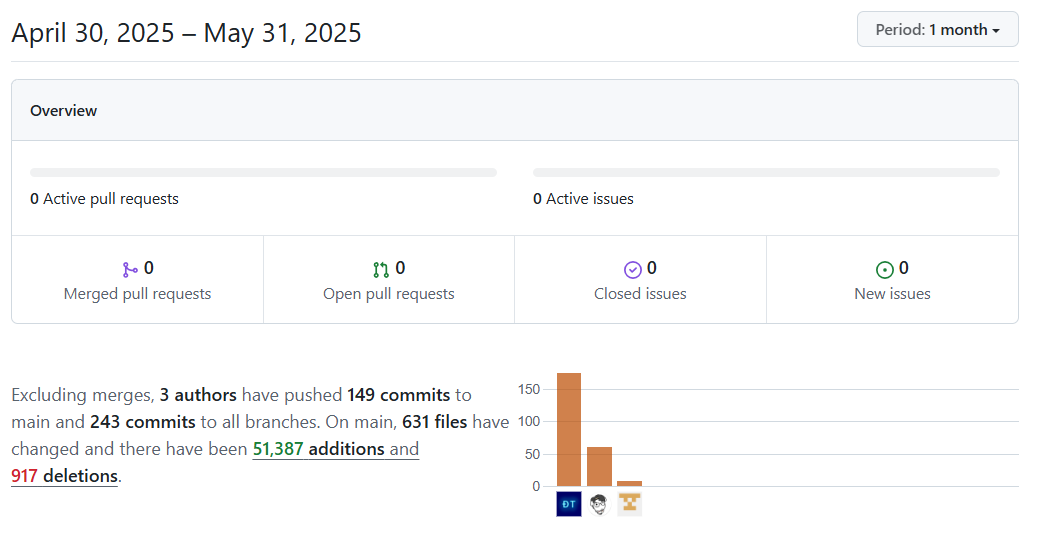 April 30, 2025 – May 31, 2025
Period: 1 month
Overview
0 Active pull requests
0 Active issues
0
Merged pull requests
0
Open pull requests
0
Closed issues
0
New issues
Excluding merges, 3 authors have pushed 149 commits to
main and 243 commits to all branches. On main, 631 files have
changed and there have been 51,387 additions and
917 deletions.
150
100
50
0
ĐT